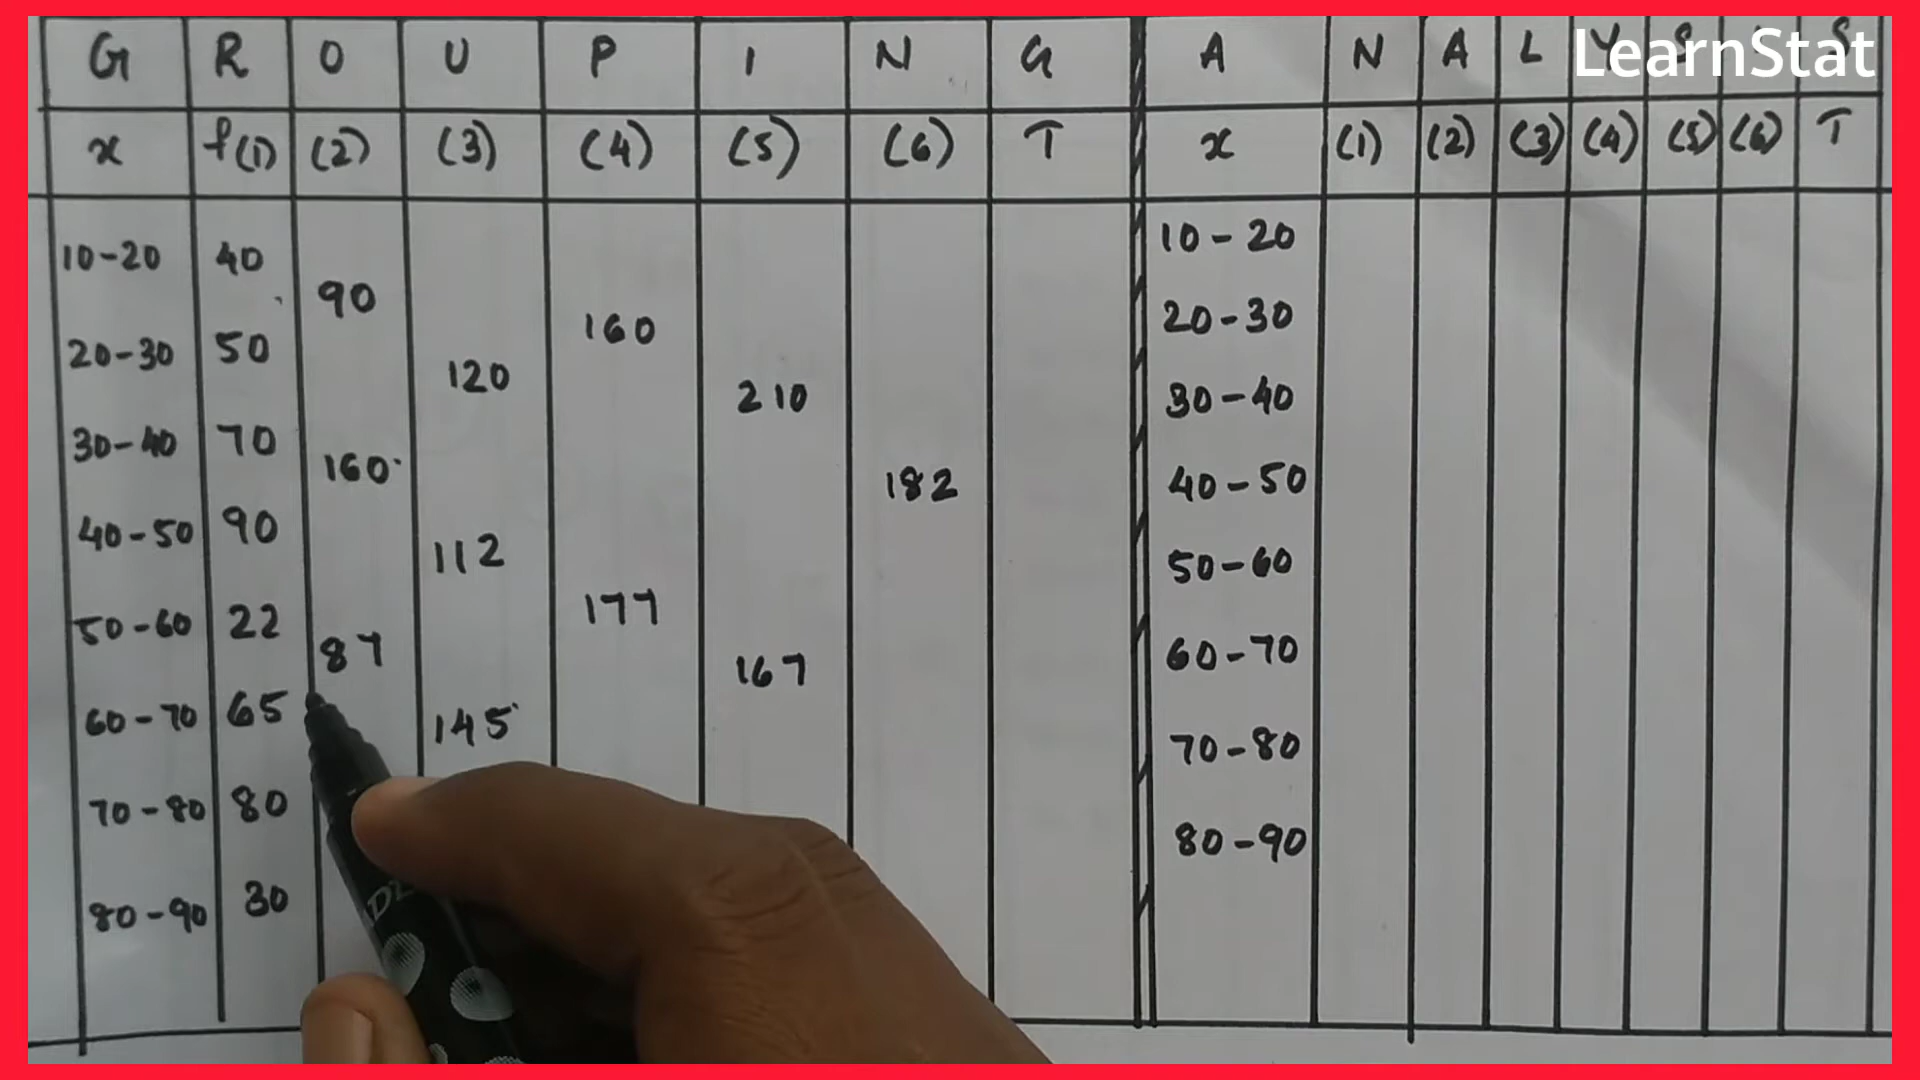 G R O U P I N G A N A L Y S S
LearnStat
x f(1) (2) (3) (4) (5) (6) T x (1) (2) (3) (4) (5) (6) T
10-20 40 10-20
90
20-30 50 160 20-30
120 210 30-40
30-40 70
160 182 40-50
40-50 90
112 50-60
50-60 22 177
87 167 60-70
60-70 65 145
70-80
70-80 80
80-90
80-90 30